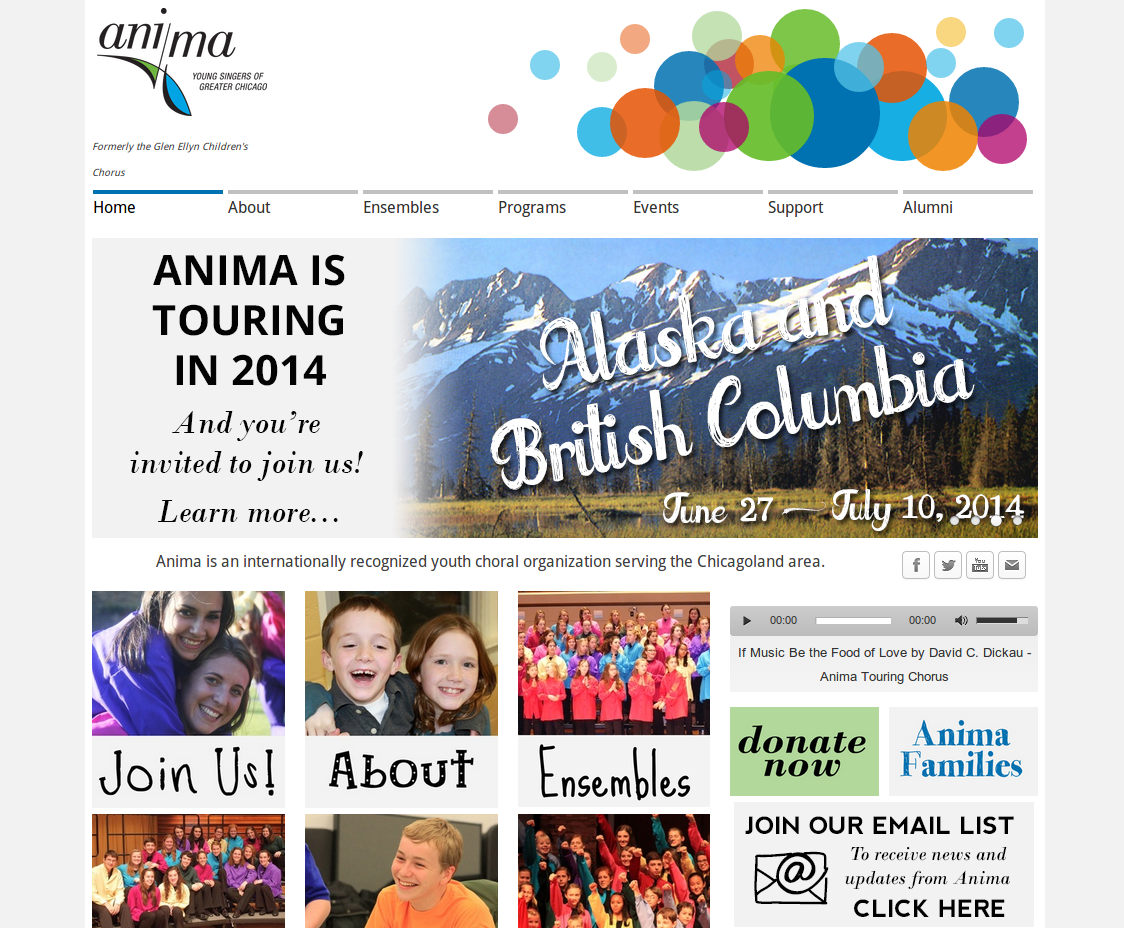 anima
YOUNG SINGERS OF
GREATER CHICAGO
Formerly the Glen Ellyn Children's
Chorus
Home About Ensembles Programs Events Support Alumni
ANIMA IS
TOURING
IN 2014
And you're
invited to join us!
Learn more...
Alaska and
British Columbia
June 27 — July 10, 2014
Anima is an internationally recognized youth choral organization serving the Chicagoland area.
You
Tube
00:00 00:00
If Music Be the Food of Love by David C. Dickau -
Anima Touring Chorus
Join Us!
About
Ensembles
donate
now
Anima
Families
JOIN OUR EMAIL LIST
To receive news and
updates from Anima
CLICK HERE